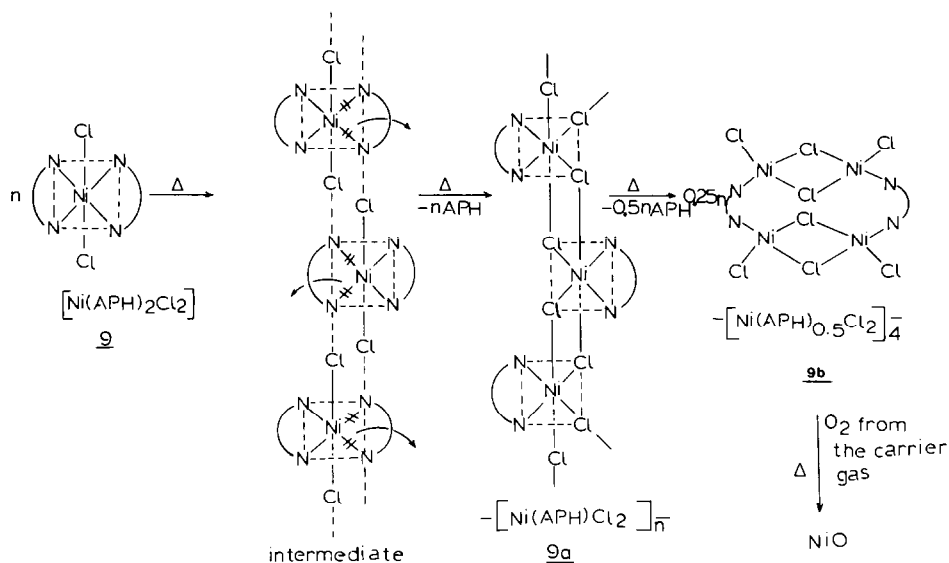 n
Cl
N
N
Ni
N
N
Cl
[Ni(APH)2Cl2]
9
Δ
Cl
N
N
Ni
N
N
Cl
Cl
N
N
Ni
N
N
Cl
Cl
N
N
Ni
N
N
Cl
intermediate
Δ
-nAPH
Cl
N
Cl
Ni
N
Cl
Cl
N
Ni
Cl
N
N
Cl
Ni
N
Cl
Cl
-[Ni(APH)Cl2]n̄
9a
Δ
-0.5nAPH
0.25n
Cl
Cl
Cl
Ni
Ni
N
Cl
N
N
Cl
N
Ni
Ni
Cl
Cl
Cl
-[Ni(APH)0.5Cl2]4̄
9b
O2 from
the carrier
gas
Δ
NiO